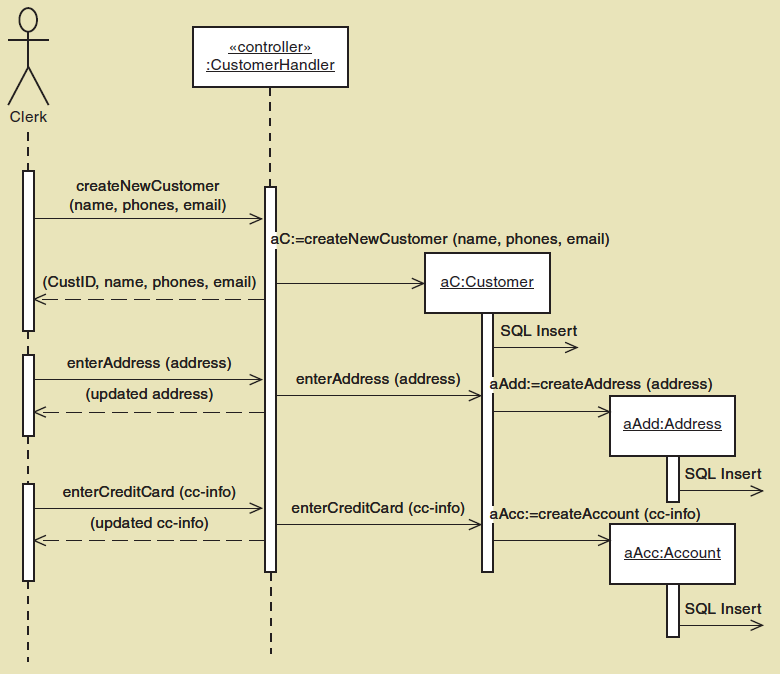 «controller»
:CustomerHandler
Clerk
createNewCustomer
(name, phones, email)
aC:=createNewCustomer (name, phones, email)
(CustID, name, phones, email)
aC:Customer
SQL Insert
enterAddress (address)
enterAddress (address)
aAdd:=createAddress (address)
(updated address)
aAdd:Address
SQL Insert
enterCreditCard (cc-info)
enterCreditCard (cc-info)
aAcc:=createAccount (cc-info)
(updated cc-info)
aAcc:Account
SQL Insert